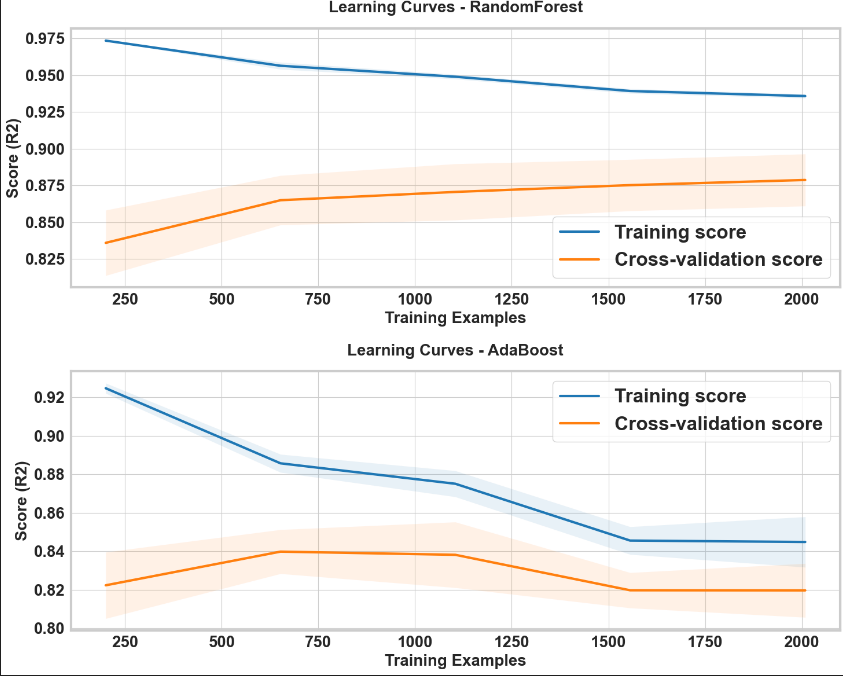 Learning Curves - RandomForest
0.975
0.950
0.925
0.900
0.875
0.850
0.825
Score (R2)
Training score
Cross-validation score
250 500 750 1000 1250 1500 1750 2000
Training Examples
Learning Curves - AdaBoost
0.92
0.90
0.88
0.86
0.84
0.82
0.80
Score (R2)
Training score
Cross-validation score
250 500 750 1000 1250 1500 1750 2000
Training Examples